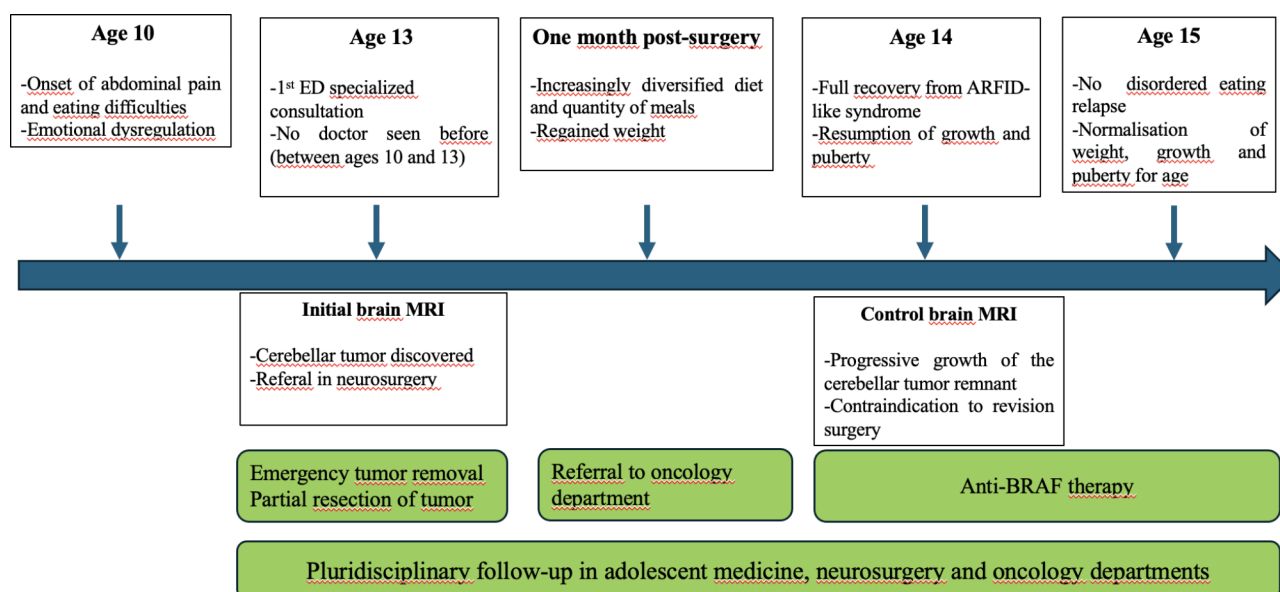 Age 10
-Onset of abdominal pain
and eating difficulties
-Emotional dysregulation
Age 13
-1st ED specialized
consultation
-No doctor seen before
(between ages 10 and 13)
One month post-surgery
-Increasingly diversified diet
and quantity of meals
-Regained weight
Age 14
-Full recovery from ARFID-
like syndrome
-Resumption of growth and
puberty
Age 15
-No disordered eating
relapse
-Normalisation of
weight, growth and
puberty for age
Initial brain MRI
-Cerebellar tumor discovered
-Referal in neurosurgery
Control brain MRI
-Progressive growth of the
cerebellar tumor remnant
-Contraindication to revision
surgery
Emergency tumor removal
Partial resection of tumor
Referral to oncology
department
Anti-BRAF therapy
Pluridisciplinary follow-up in adolescent medicine, neurosurgery and oncology departments